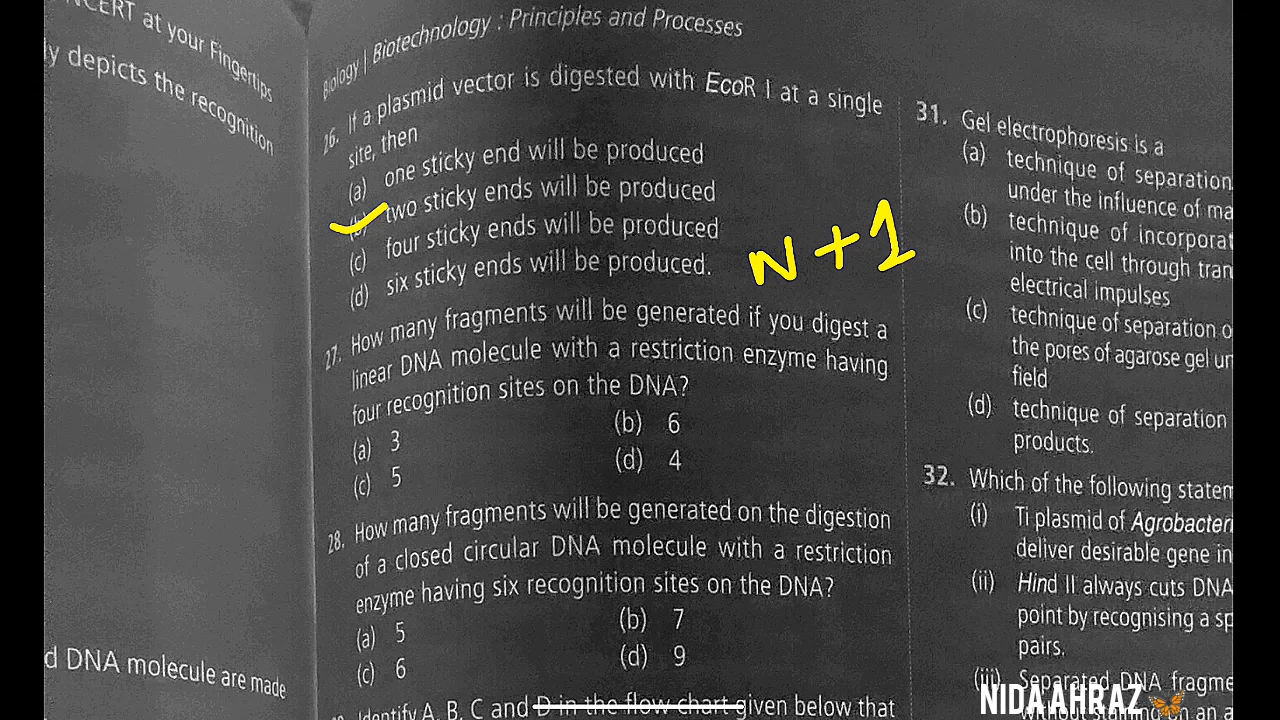 NCERT at your Fingertips
ly depicts the recognition
d DNA molecule are made
Biology | Biotechnology : Principles and Processes
26. If a plasmid vector is digested with EcoR I at a single
site, then
(a) one sticky end will be produced
(b) two sticky ends will be produced
(c) four sticky ends will be produced
(d) six sticky ends will be produced.
N + 1
27. How many fragments will be generated if you digest a
linear DNA molecule with a restriction enzyme having
four recognition sites on the DNA?
(a) 3 (b) 6
(c) 5 (d) 4
28. How many fragments will be generated on the digestion
of a closed circular DNA molecule with a restriction
enzyme having six recognition sites on the DNA?
(a) 5 (b) 7
(c) 6 (d) 9
Identify A, B, C and D in the flow chart given below that
31. Gel electrophoresis is a
(a) technique of separation
under the influence of ma
(b) technique of incorporat
into the cell through tran
electrical impulses
(c) technique of separation o
the pores of agarose gel un
field
(d) technique of separation
products.
32. Which of the following statem
(i) Ti plasmid of Agrobacteri
deliver desirable gene in
(ii) Hind II always cuts DNA
point by recognising a sp
pairs.
(iii) Separated DNA fragme
NIDA AHRAZ